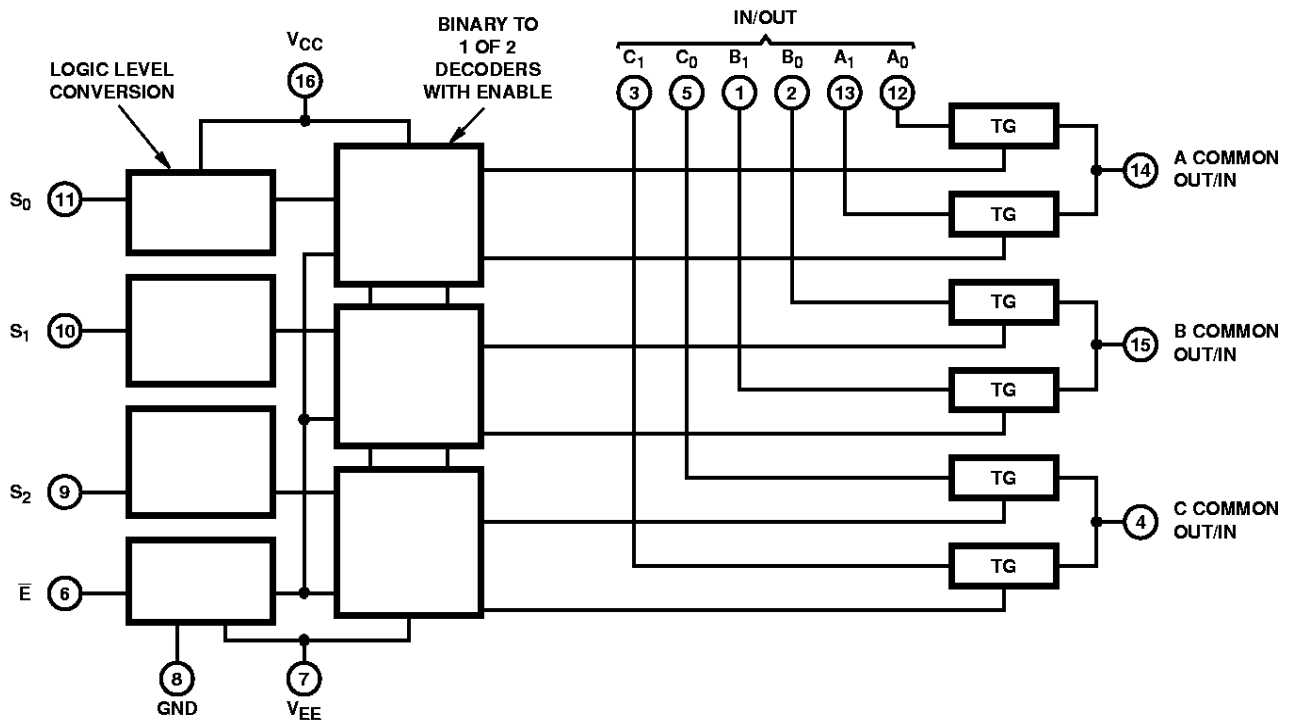 IN/OUT
BINARY TO
1 OF 2
DECODERS
WITH ENABLE
VCC
16
LOGIC LEVEL
CONVERSION
C1 C0 B1 B0 A1 A0
3 5 1 2 13 12
TG
14 A COMMON
OUT/IN
S0 11
TG
TG
S1 10
15 B COMMON
OUT/IN
TG
TG
S2 9
4 C COMMON
OUT/IN
TG
E̅ 6
8 7
GND VEE